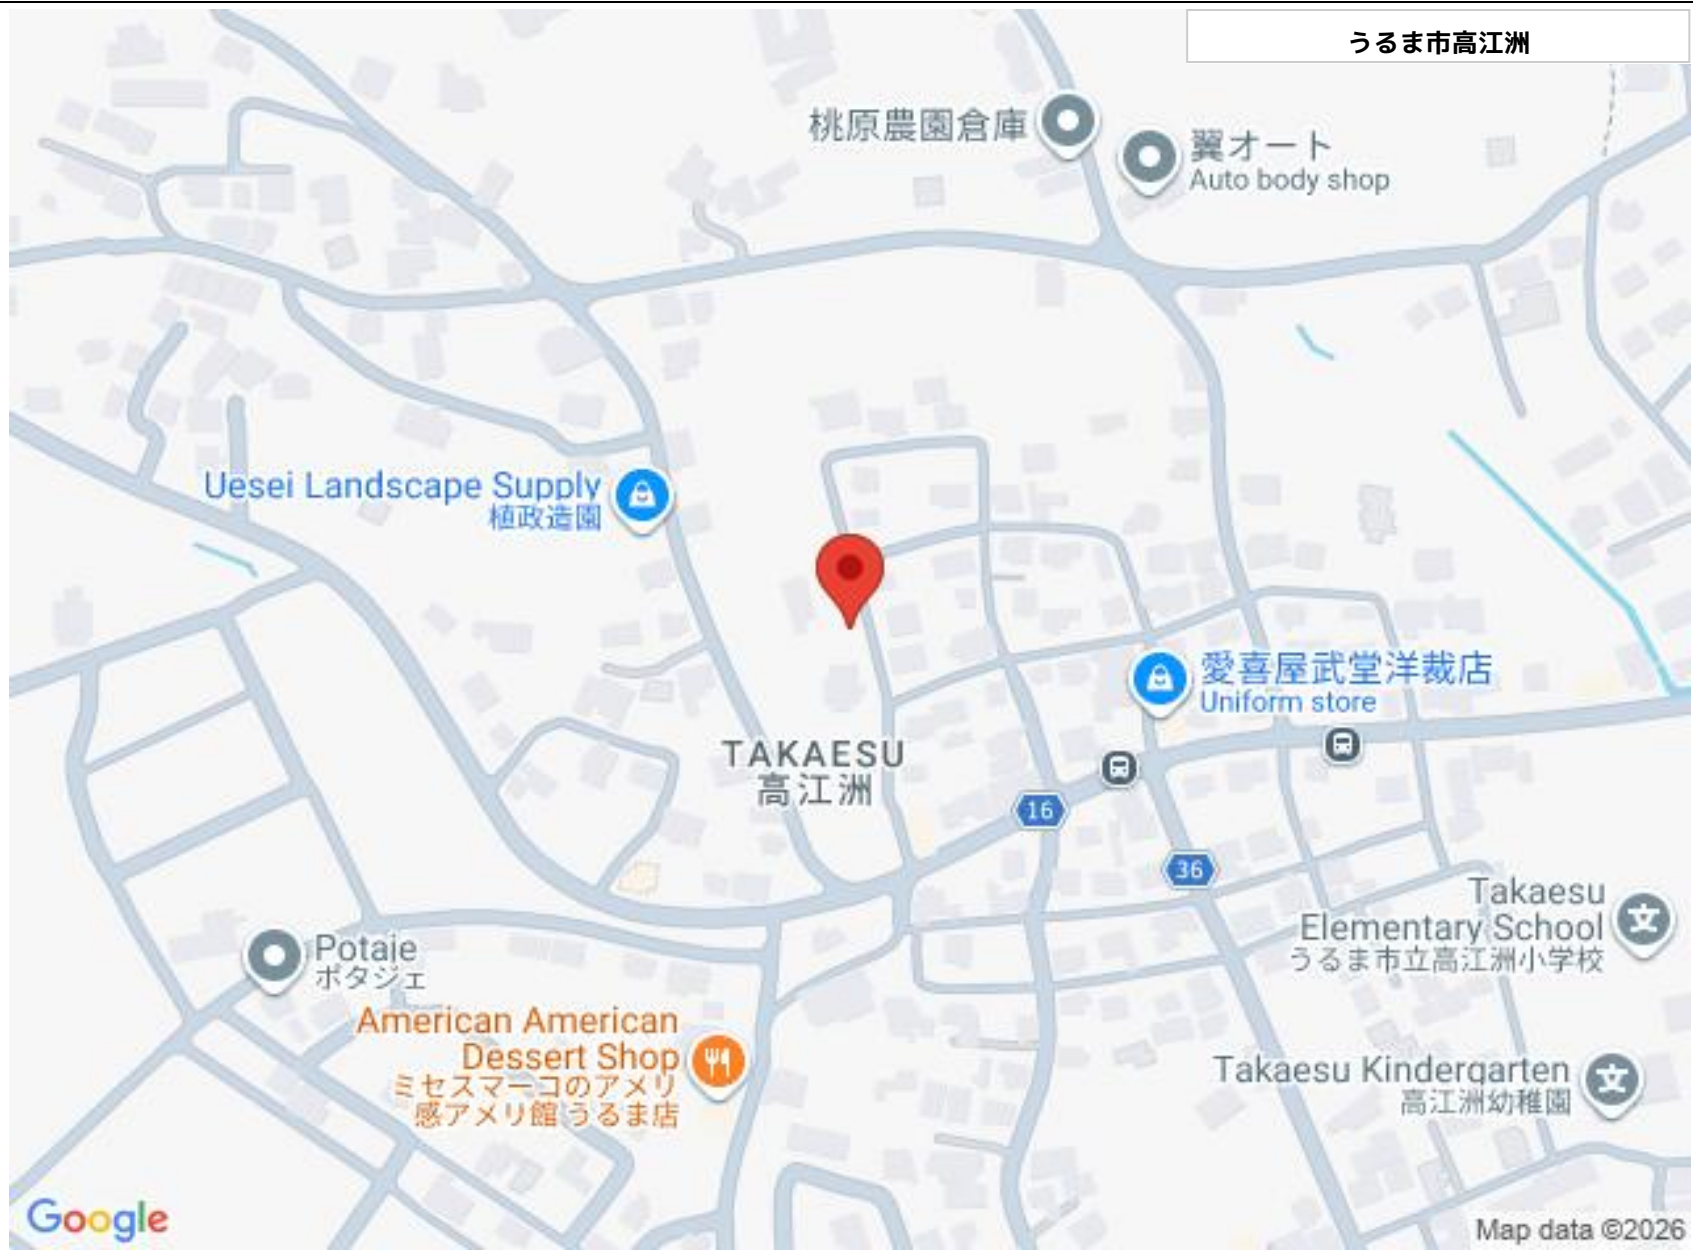 うるま市高江洲
桃原農園倉庫
翼オート
Auto body shop
Uesei Landscape Supply
植政造園
愛喜屋武堂洋裁店
Uniform store
TAKAESU
高江洲
16
36
Takaesu
Elementary School
うるま市立高江洲小学校
Potaje
ポタジェ
American American
Dessert Shop
ミセスマーコのアメリ
感アメリ館 うるま店
Takaesu Kindergarten
高江洲幼稚園
Google
Map data ©2026